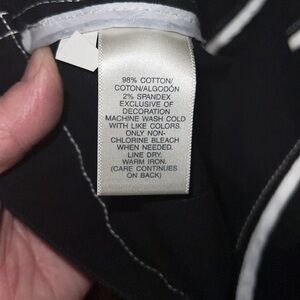 98% COTTON/
COTON/ALGODÓN
2% SPANDEX
EXCLUSIVE OF
DECORATION
MACHINE WASH COLD
WITH LIKE COLORS.
ONLY NON-
CHLORINE BLEACH
WHEN NEEDED.
LINE DRY,
WARM IRON.
(CARE CONTINUES
ON BACK)